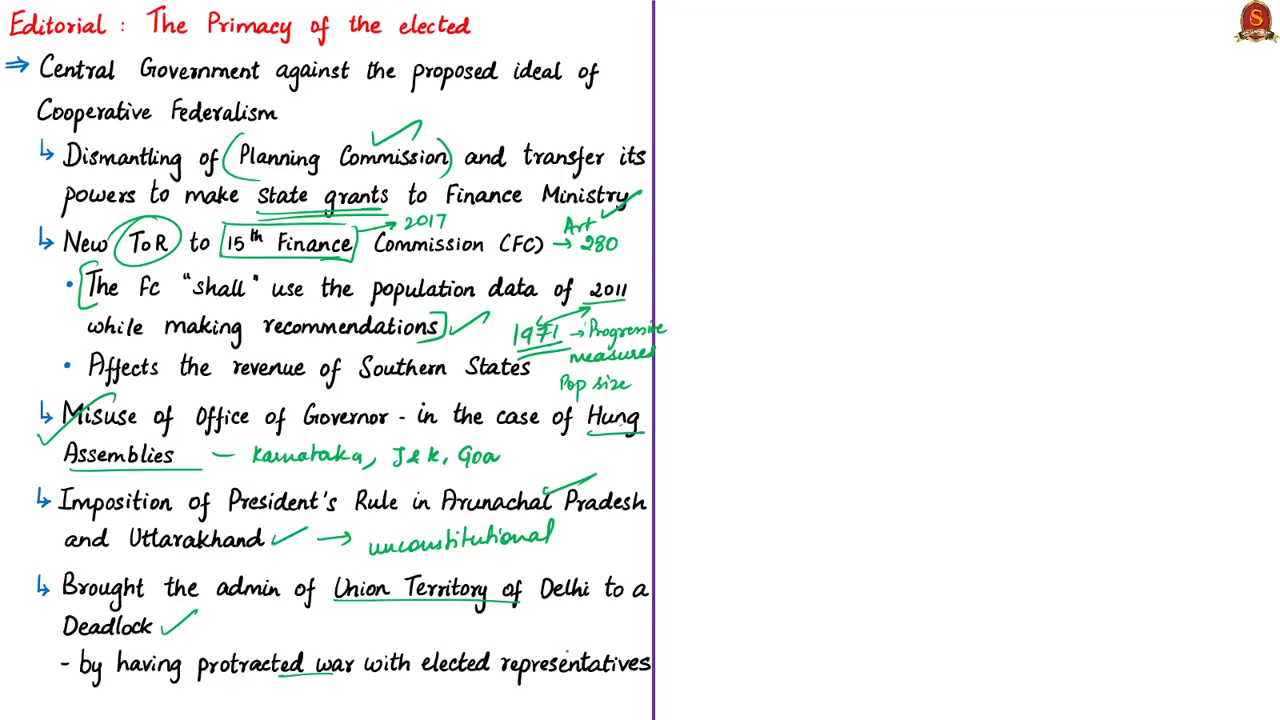 Editorial : The Primacy of the elected
⇒ Central Government against the proposed ideal of
Cooperative Federalism
↳ Dismantling of (Planning Commission) and transfer its
powers to make State grants to Finance Ministry
2017
Art
↳ New ToR to 15th Finance Commission (FC) → 280
• [The FC "shall" use the population data of 2011
while making recommendations]
1971 → Progressive
measures
• Affects the revenue of Southern States
Pop size
↳ Misuse of Office of Governor - in the case of Hung
Assemblies — Karnataka, J&K, Goa
↳ Imposition of President's Rule in Arunachal Pradesh
and Uttarakhand → unconstitutional
↳ Brought the admin of Union Territory of Delhi to a
Deadlock
- by having protracted war with elected representatives
S